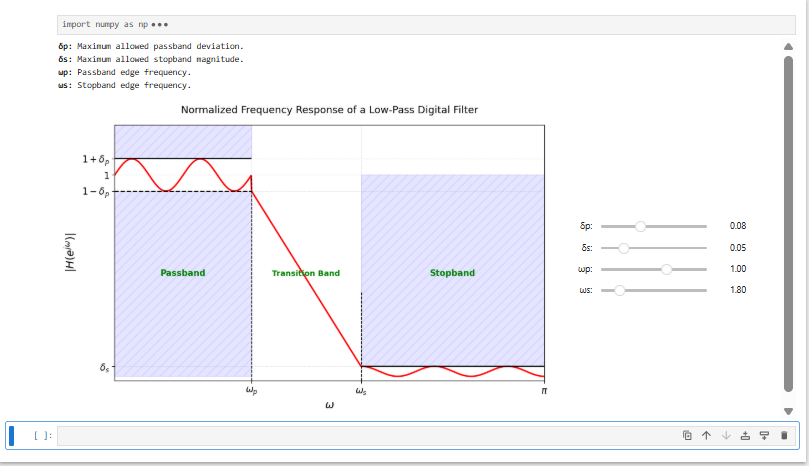 import numpy as np •••
δp: Maximum allowed passband deviation.
δs: Maximum allowed stopband magnitude.
ωp: Passband edge frequency.
ωs: Stopband edge frequency.
Normalized Frequency Response of a Low-Pass Digital Filter
1 + δp
1
1 − δp
|H(e^jω)|
Passband
Transition Band
Stopband
δs
ωp
ωs
π
ω
δp: 0.08
δs: 0.05
ωp: 1.00
ωs: 1.80
[ ]: